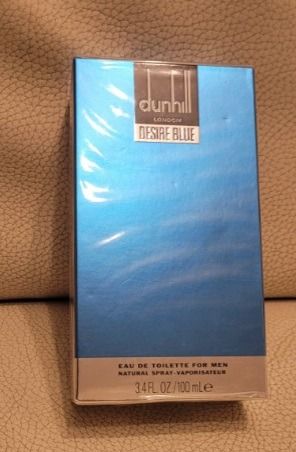 dunhill
LONDON
DESIRE BLUE
EAU DE TOILETTE FOR MEN
NATURAL SPRAY-VAPORISATEUR
3.4 FL. OZ./100 mL e